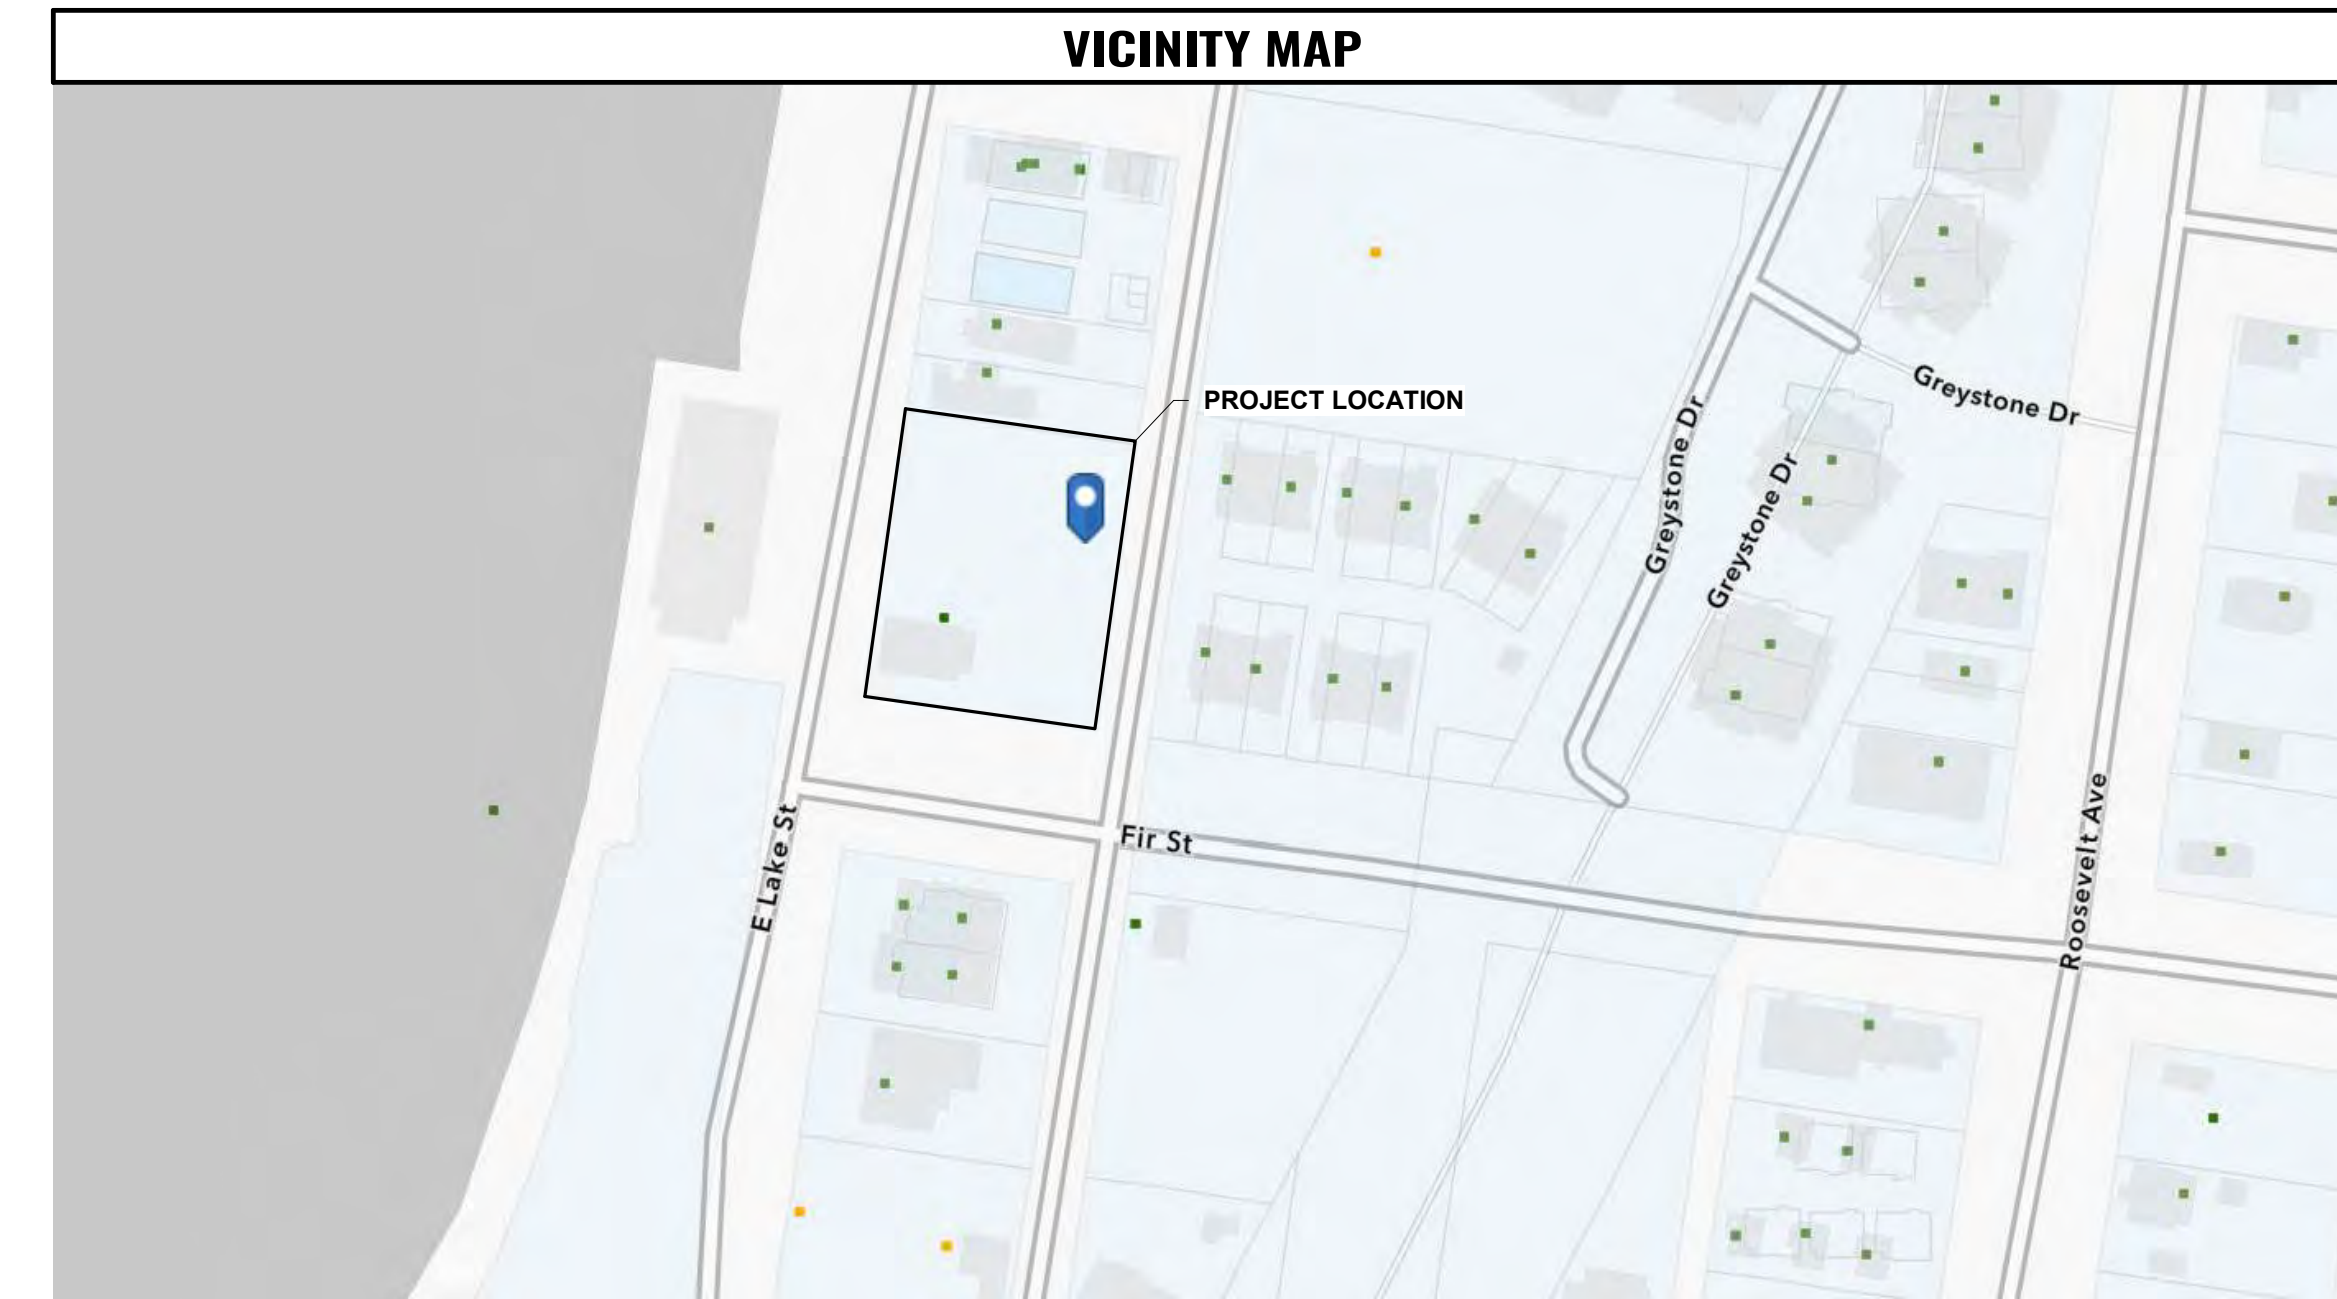 VICINITY MAP
PROJECT LOCATION
Greystone Dr
Greystone Dr
Greystone Dr
E Lake St
Fir St
Roosevelt Ave